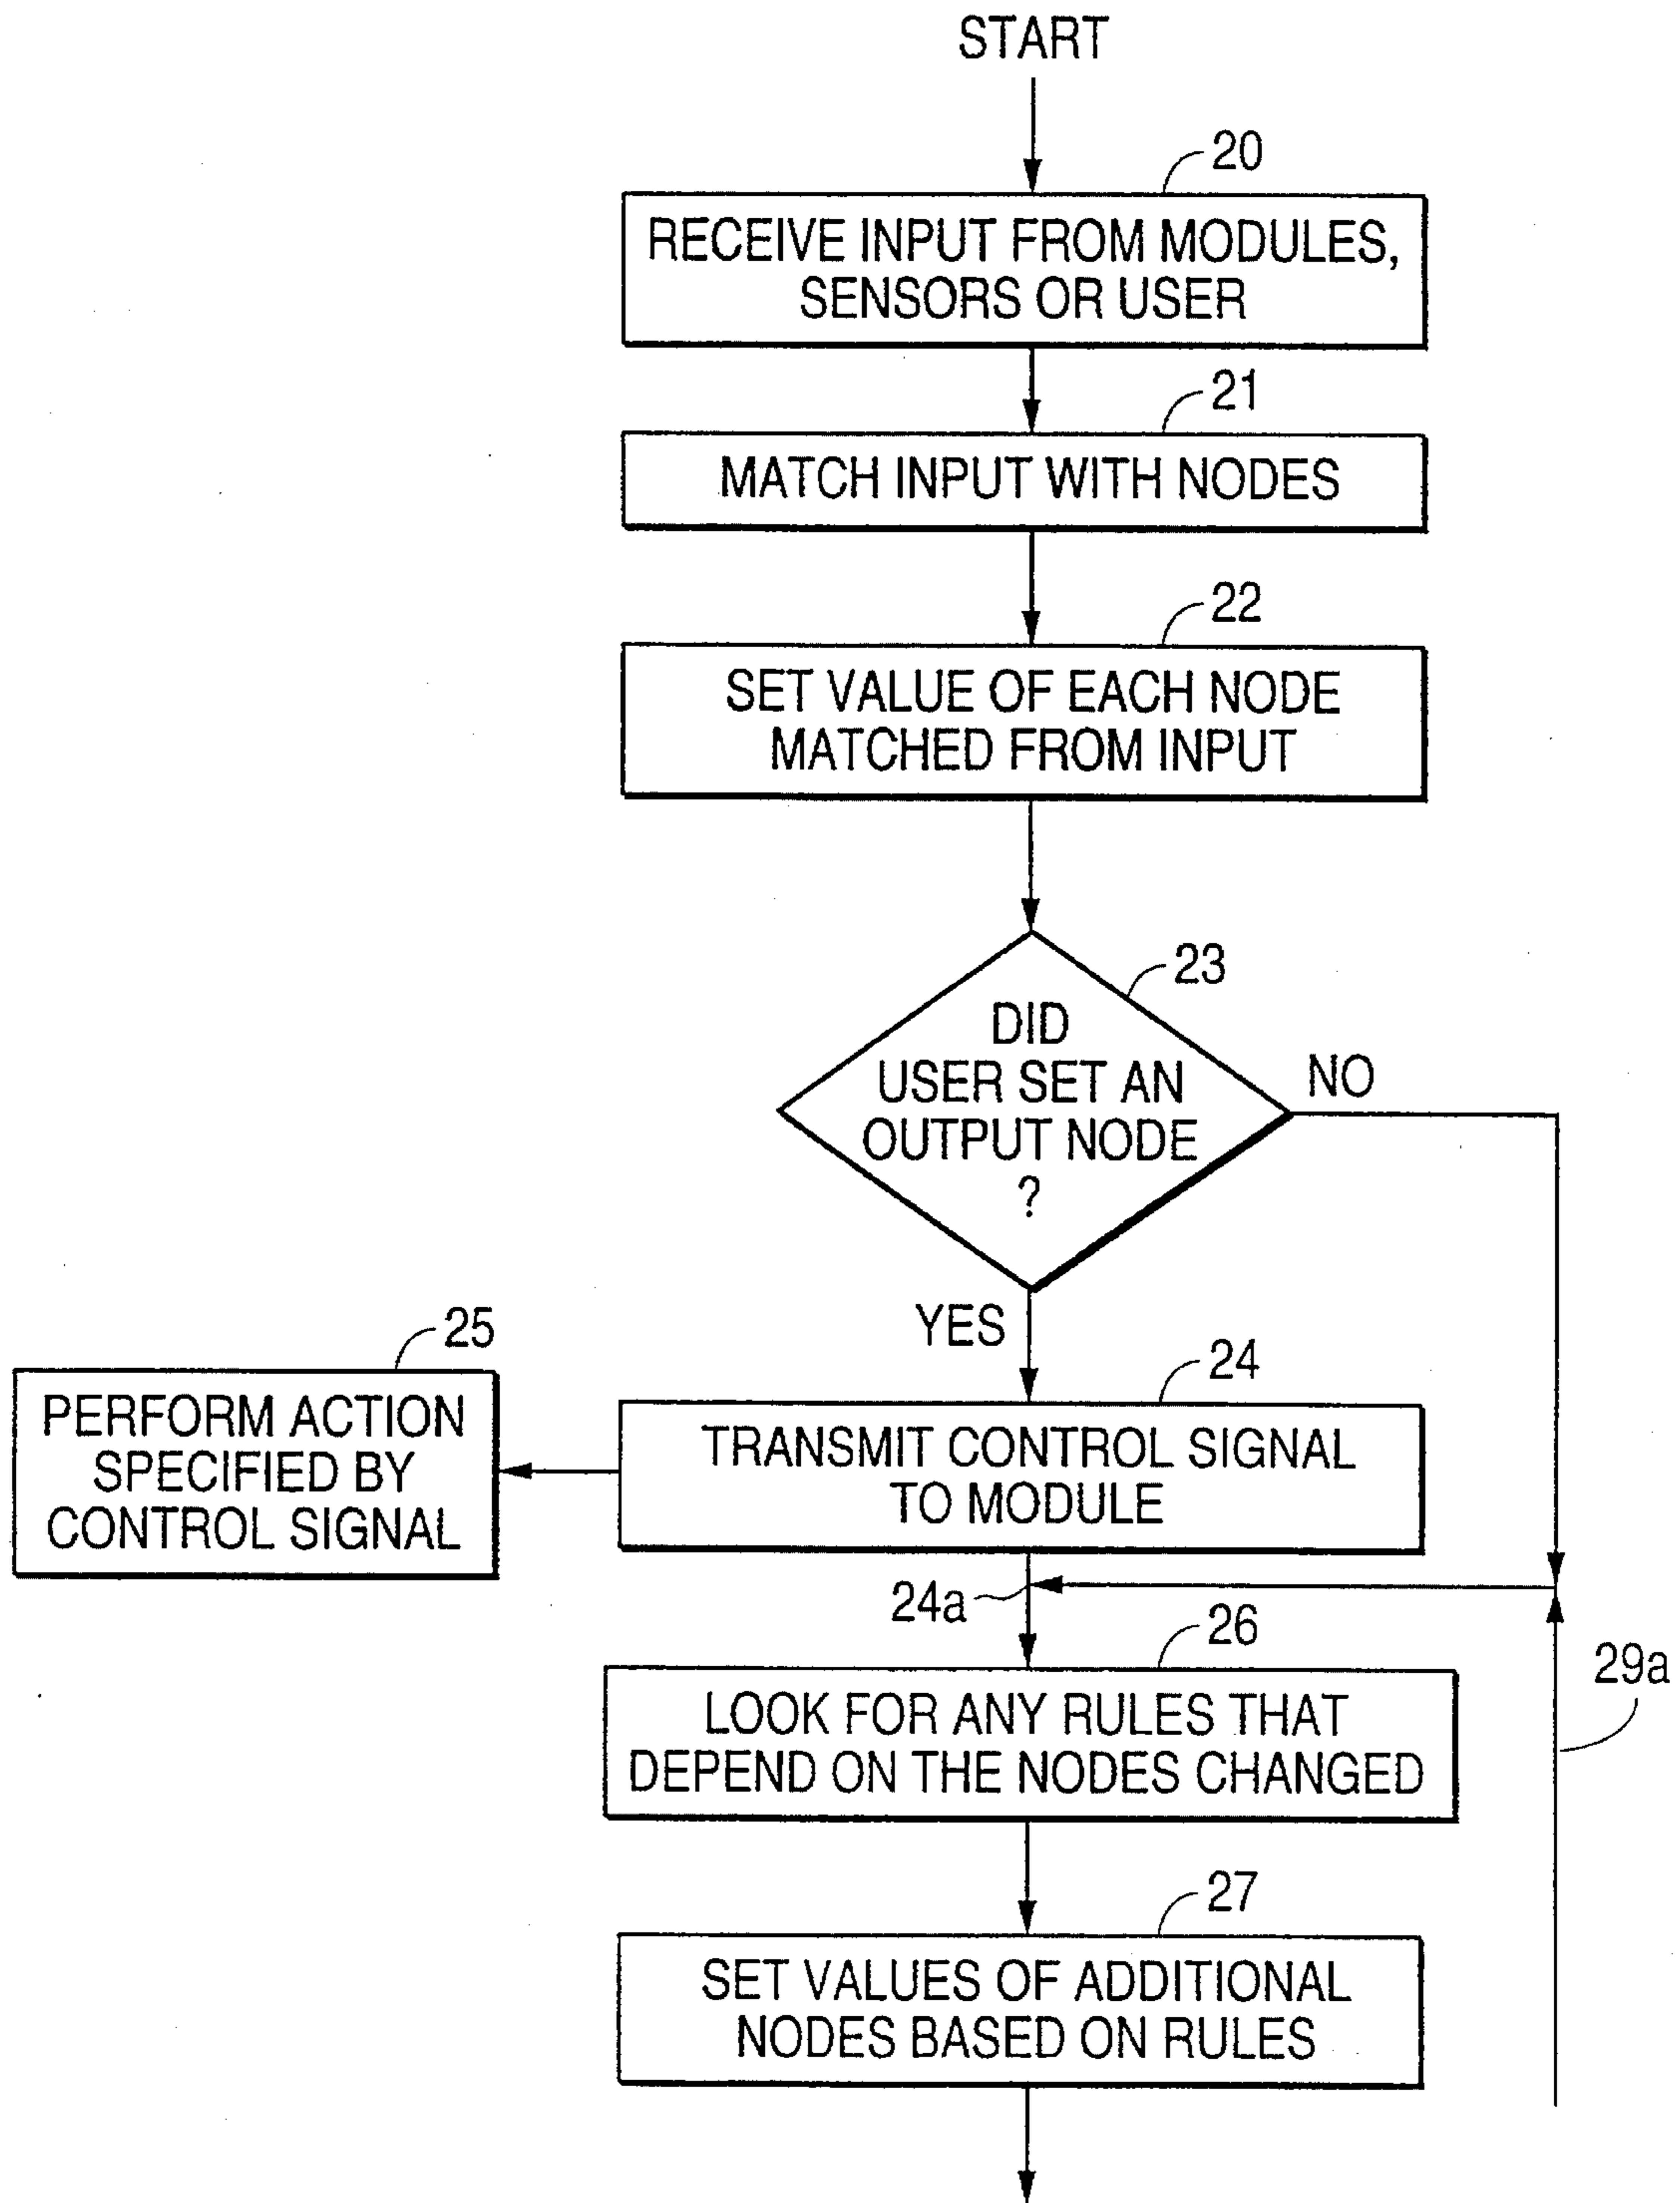 START
20
RECEIVE INPUT FROM MODULES,
SENSORS OR USER
21
MATCH INPUT WITH NODES
22
SET VALUE OF EACH NODE
MATCHED FROM INPUT
23
DID
USER SET AN
OUTPUT NODE
?
NO
YES
25
PERFORM ACTION
SPECIFIED BY
CONTROL SIGNAL
24
TRANSMIT CONTROL SIGNAL
TO MODULE
24a
26
LOOK FOR ANY RULES THAT
DEPEND ON THE NODES CHANGED
29a
27
SET VALUES OF ADDITIONAL
NODES BASED ON RULES